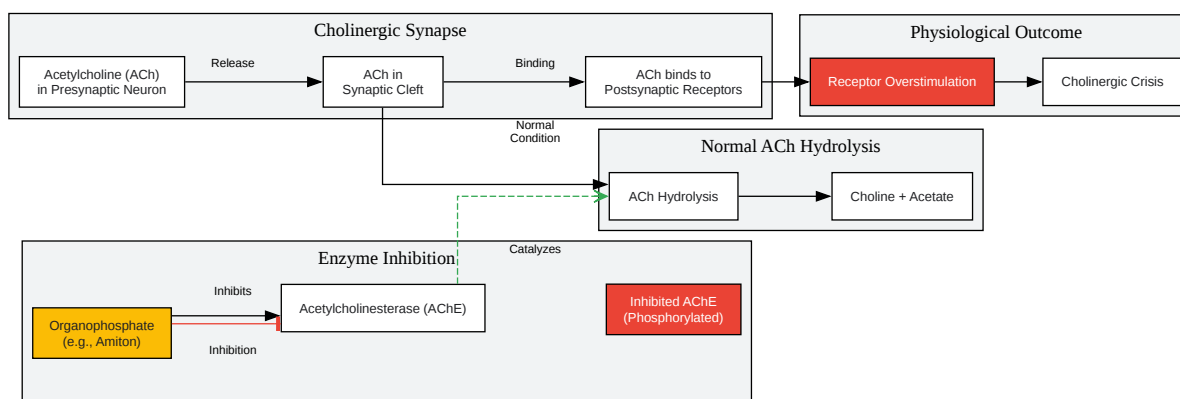 Cholinergic Synapse
Physiological Outcome
Acetylcholine (ACh)
in Presynaptic Neuron
Release
ACh in
Synaptic Cleft
Binding
ACh binds to
Postsynaptic Receptors
Receptor Overstimulation
Cholinergic Crisis
Normal
Condition
Normal ACh Hydrolysis
ACh Hydrolysis
Choline + Acetate
Catalyzes
Enzyme Inhibition
Organophosphate
(e.g., Amiton)
Inhibits
Inhibition
Acetylcholinesterase (AChE)
Inhibited AChE
(Phosphorylated)